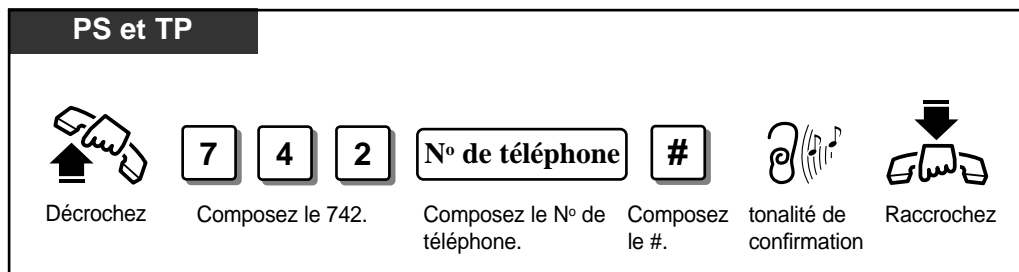 PS et TP
7 4 2 Nº de téléphone #
Décrochez Composez le 742. Composez le Nº de Composez tonalité de Raccrochez
téléphone. le #. confirmation